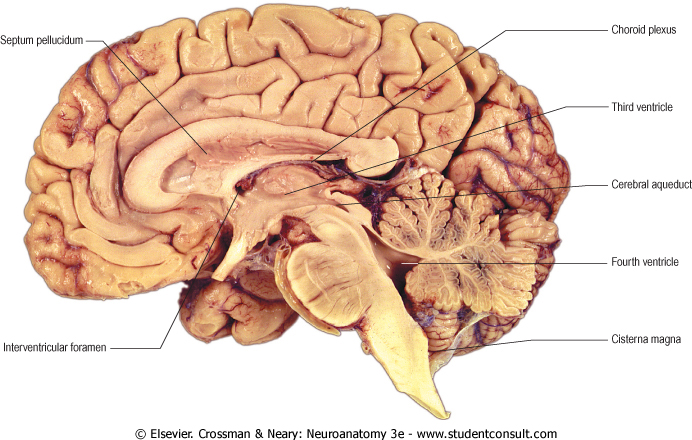 Septum pellucidum
Choroid plexus
Third ventricle
Cerebral aqueduct
Fourth ventricle
Interventricular foramen
Cisterna magna
© Elsevier. Crossman & Neary: Neuroanatomy 3e - www.studentconsult.com